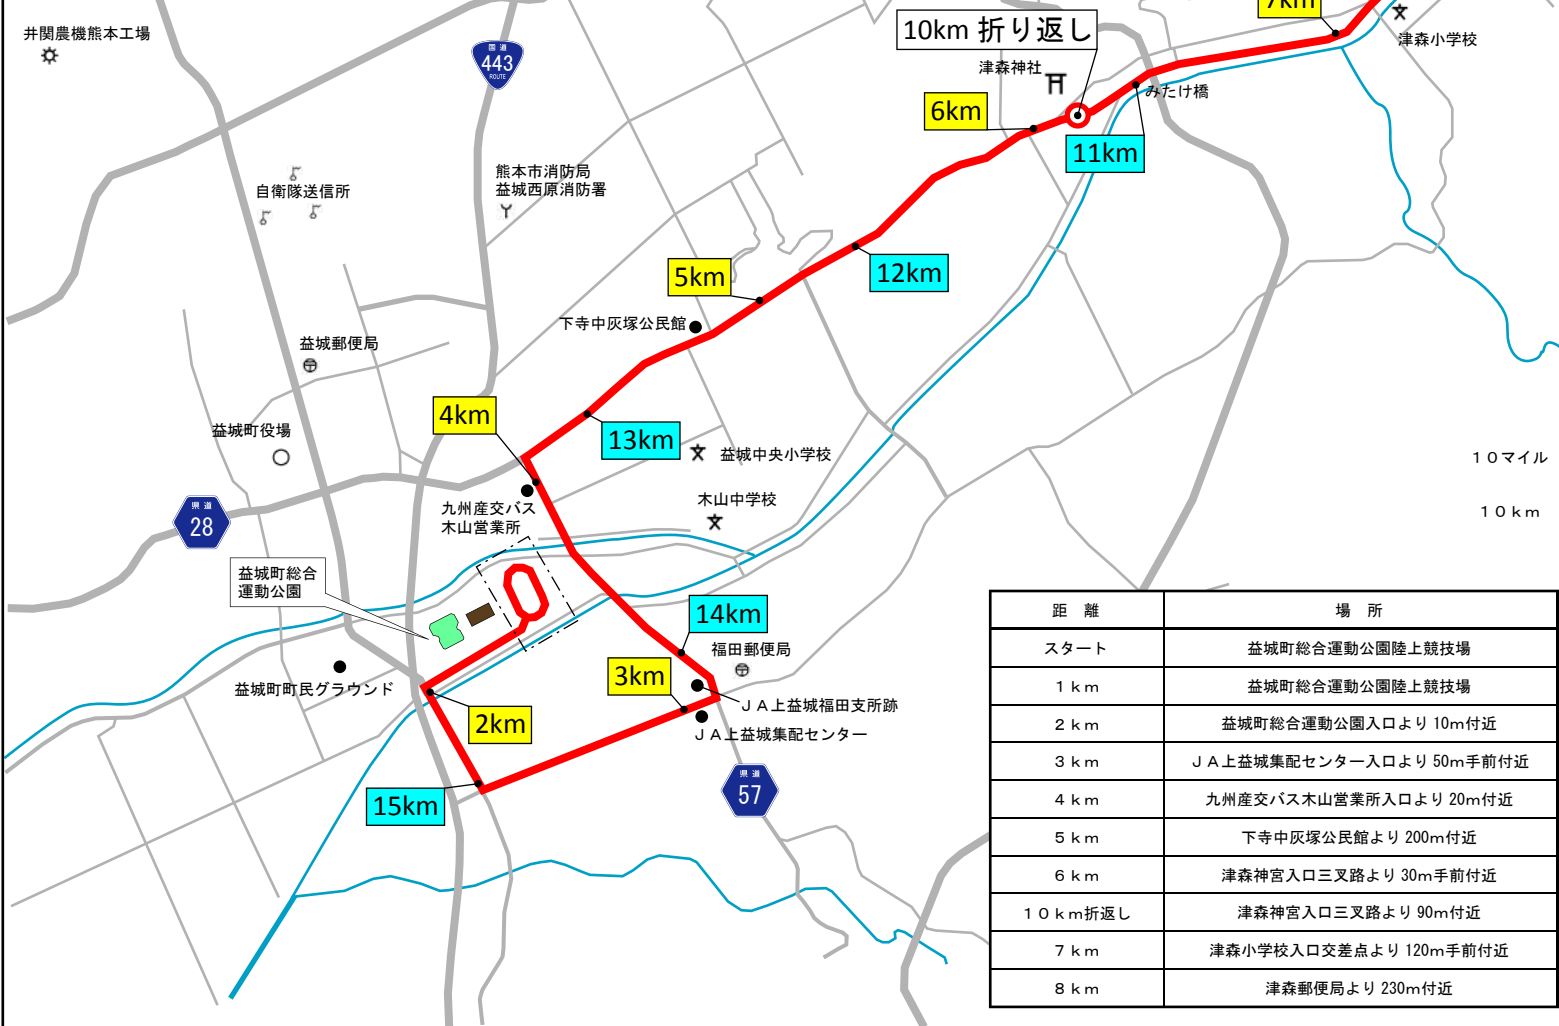 7km
井関農機熊本工場
10km 折り返し
津森小学校
国道
443
ROUTE
津森神社
みたけ橋
6km
11km
熊本市消防局
益城西原消防署
自衛隊送信所
5km
12km
下寺中灰塚公民館
益城郵便局
4km
13km
益城町役場
益城中央小学校
10マイル
木山中学校
九州産交バス
木山営業所
10km
県道
28
益城町総合
運動公園
14km
福田郵便局
3km
益城町町民グラウンド
JA上益城福田支所跡
2km
JA上益城集配センター
県道
57
15km
距離 場所
スタート 益城町総合運動公園陸上競技場
1km 益城町総合運動公園陸上競技場
2km 益城町総合運動公園入口より10m付近
3km JA上益城集配センター入口より50m手前付近
4km 九州産交バス木山営業所入口より20m付近
5km 下寺中灰塚公民館より200m付近
6km 津森神宮入口三叉路より30m手前付近
10km折返し 津森神宮入口三叉路より90m付近
7km 津森小学校入口交差点より120m手前付近
8km 津森郵便局より230m付近